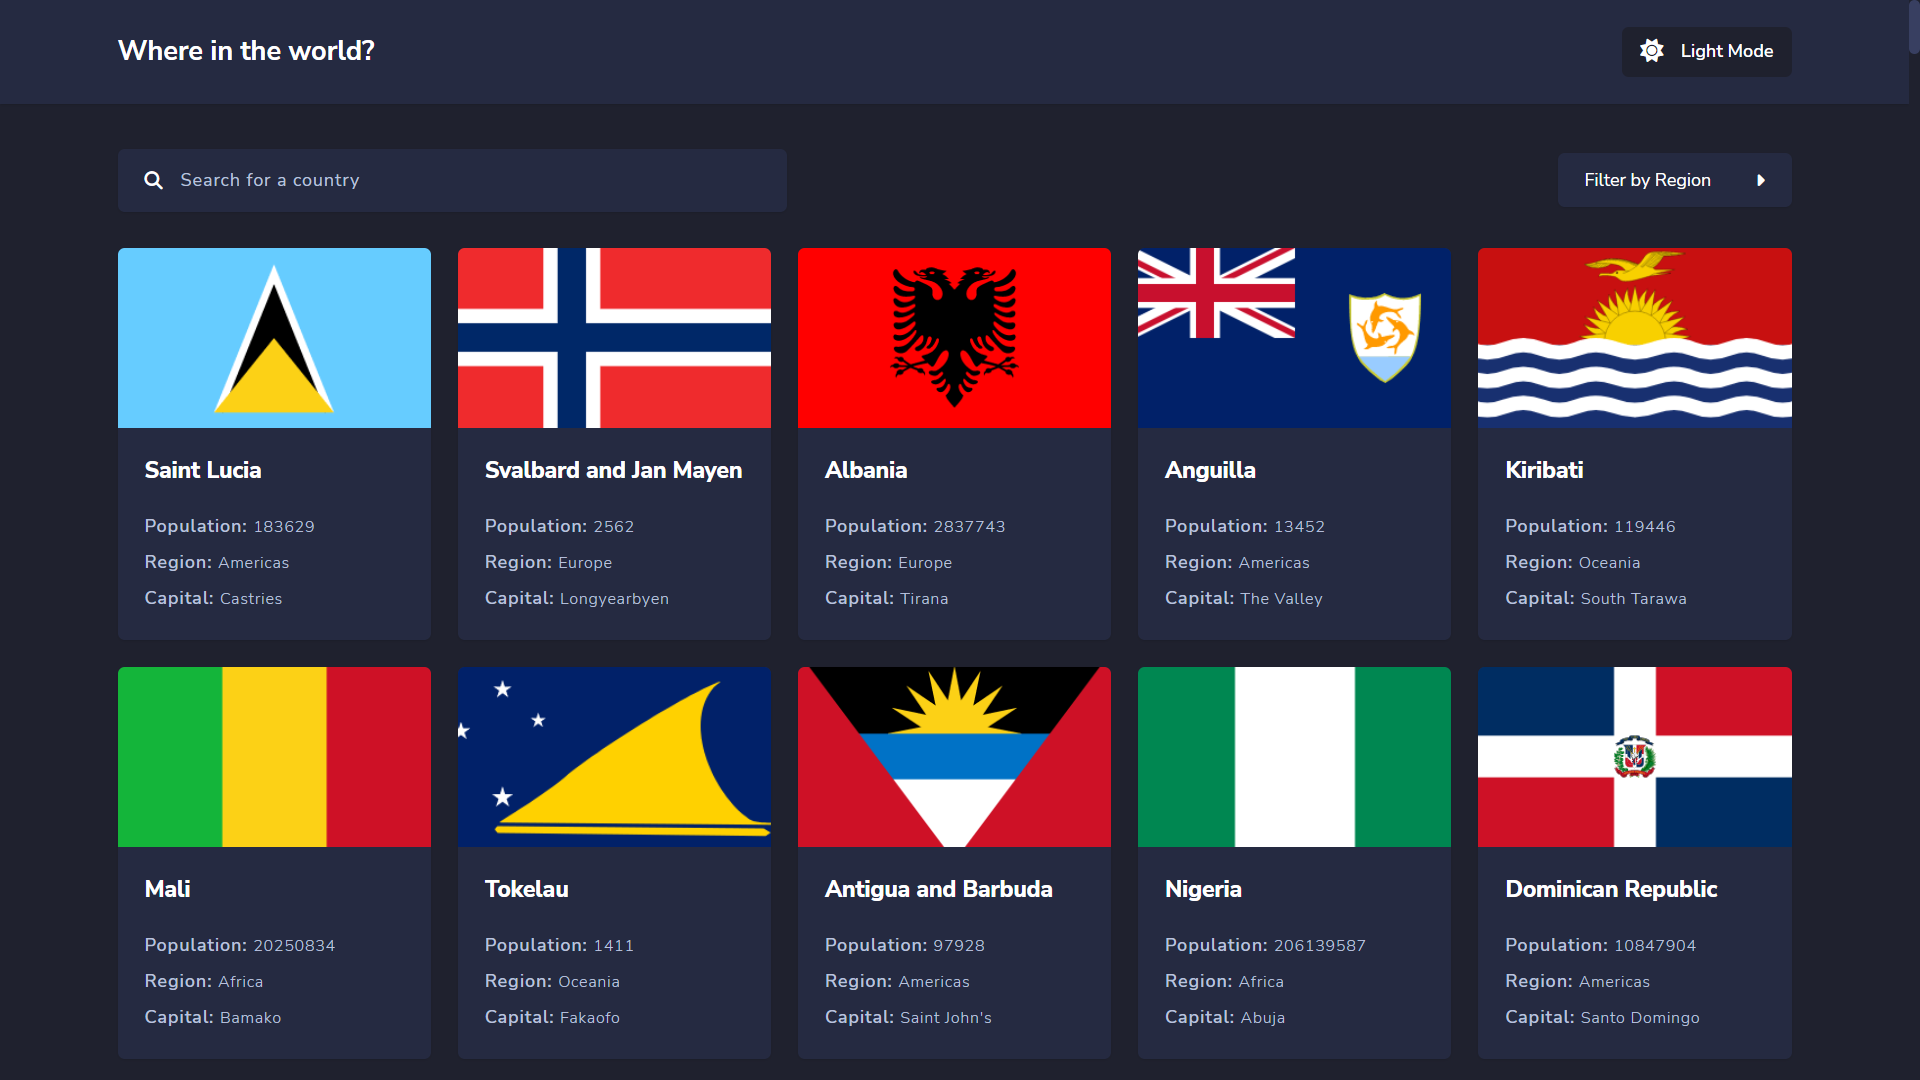 Where in the world?
Light Mode
Search for a country
Filter by Region
Saint Lucia
Population: 183629
Region: Americas
Capital: Castries
Svalbard and Jan Mayen
Population: 2562
Region: Europe
Capital: Longyearbyen
Albania
Population: 2837743
Region: Europe
Capital: Tirana
Anguilla
Population: 13452
Region: Americas
Capital: The Valley
Kiribati
Population: 119446
Region: Oceania
Capital: South Tarawa
Mali
Population: 20250834
Region: Africa
Capital: Bamako
Tokelau
Population: 1411
Region: Oceania
Capital: Fakaofo
Antigua and Barbuda
Population: 97928
Region: Americas
Capital: Saint John's
Nigeria
Population: 206139587
Region: Africa
Capital: Abuja
Dominican Republic
Population: 10847904
Region: Americas
Capital: Santo Domingo